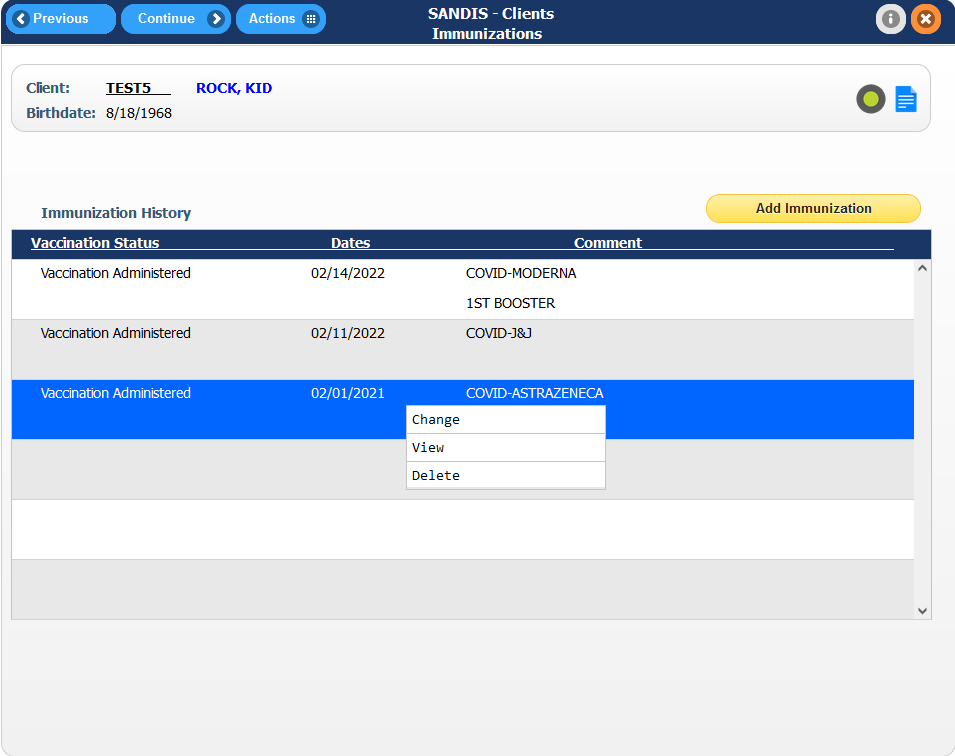 Previous Continue Actions SANDIS - Clients
Immunizations
Client: TEST5 ROCK, KID
Birthdate: 8/18/1968
Immunization History Add Immunization
Vaccination Status Dates Comment
Vaccination Administered 02/14/2022 COVID-MODERNA
1ST BOOSTER
Vaccination Administered 02/11/2022 COVID-J&J
Vaccination Administered 02/01/2021 COVID-ASTRAZENECA
Change
View
Delete